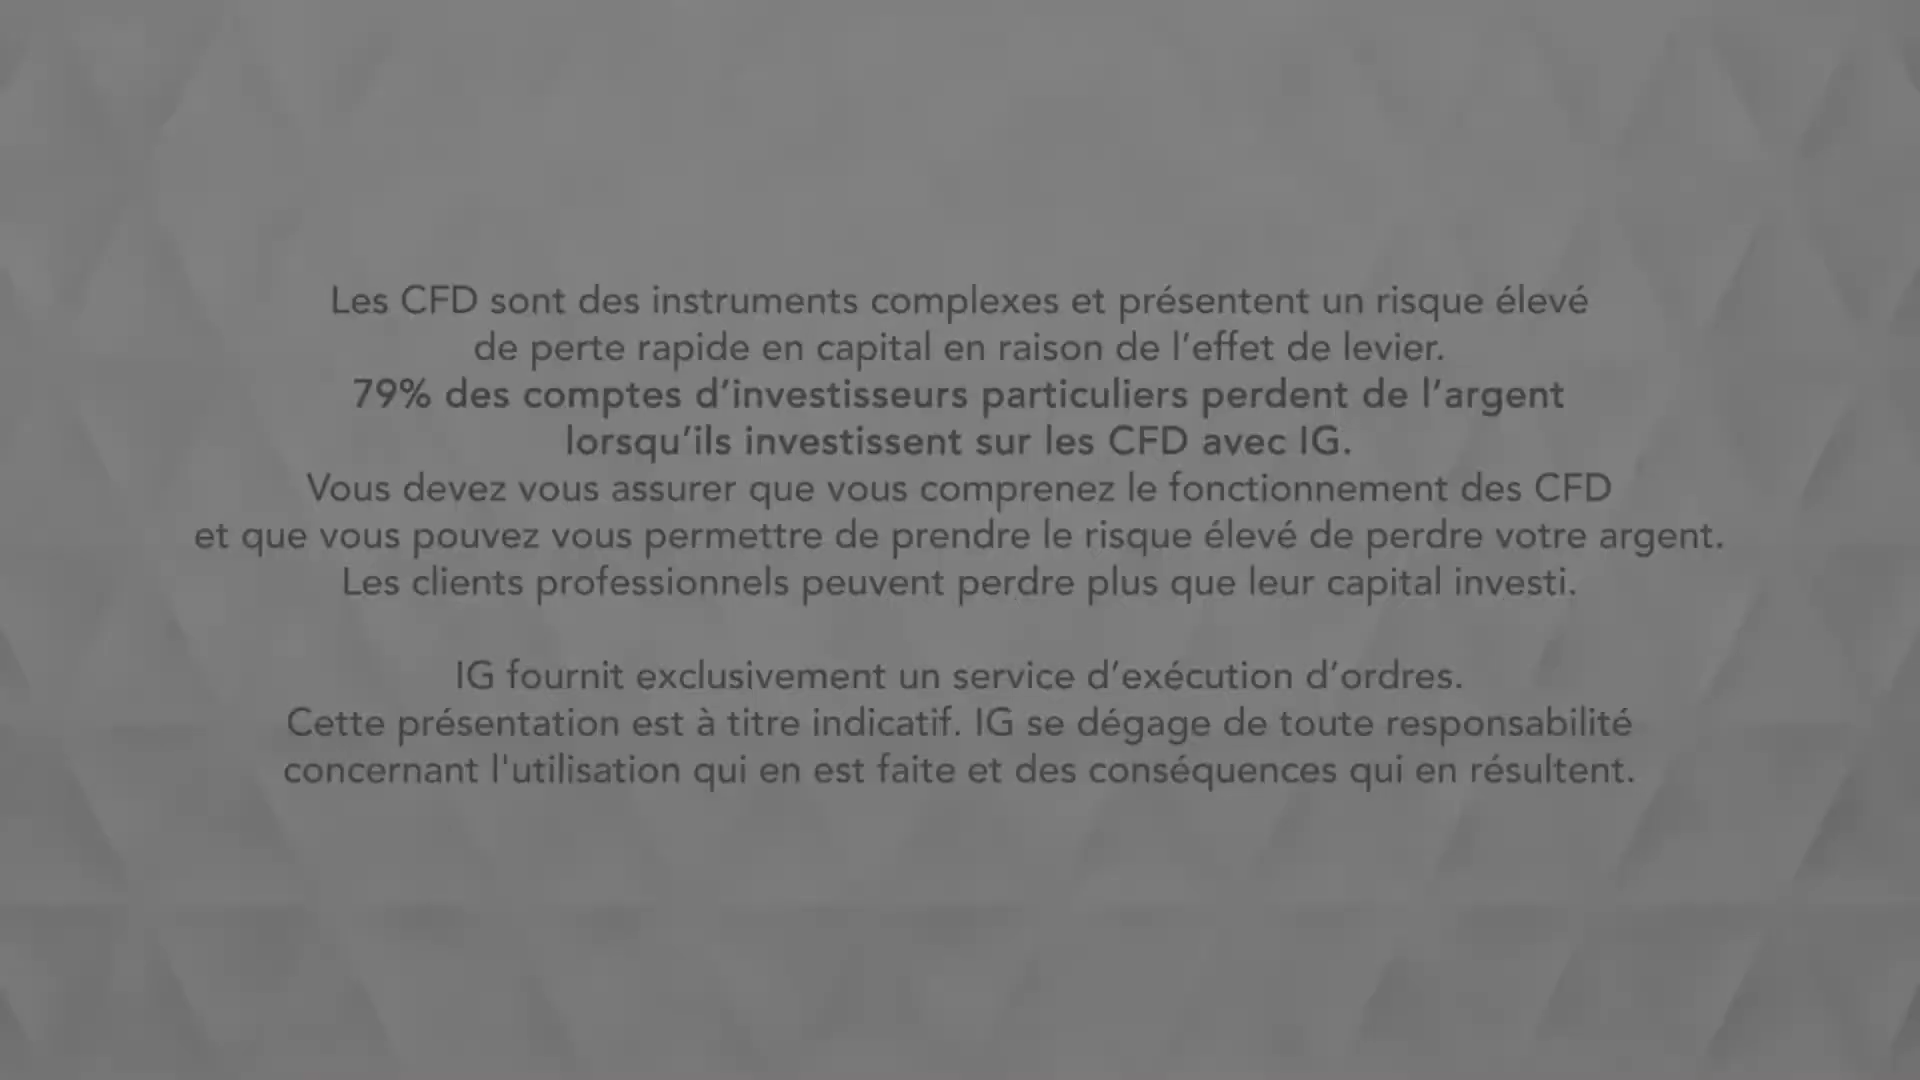 Les CFD sont des instruments complexes et présentent un risque élevé
de perte rapide en capital en raison de l’effet de levier.
79% des comptes d’investisseurs particuliers perdent de l’argent
lorsqu’ils investissent sur les CFD avec IG.
Vous devez vous assurer que vous comprenez le fonctionnement des CFD
et que vous pouvez vous permettre de prendre le risque élevé de perdre votre argent.
Les clients professionnels peuvent perdre plus que leur capital investi.
IG fournit exclusivement un service d’exécution d’ordres.
Cette présentation est à titre indicatif. IG se dégage de toute responsabilité
concernant l'utilisation qui en est faite et des conséquences qui en résultent.